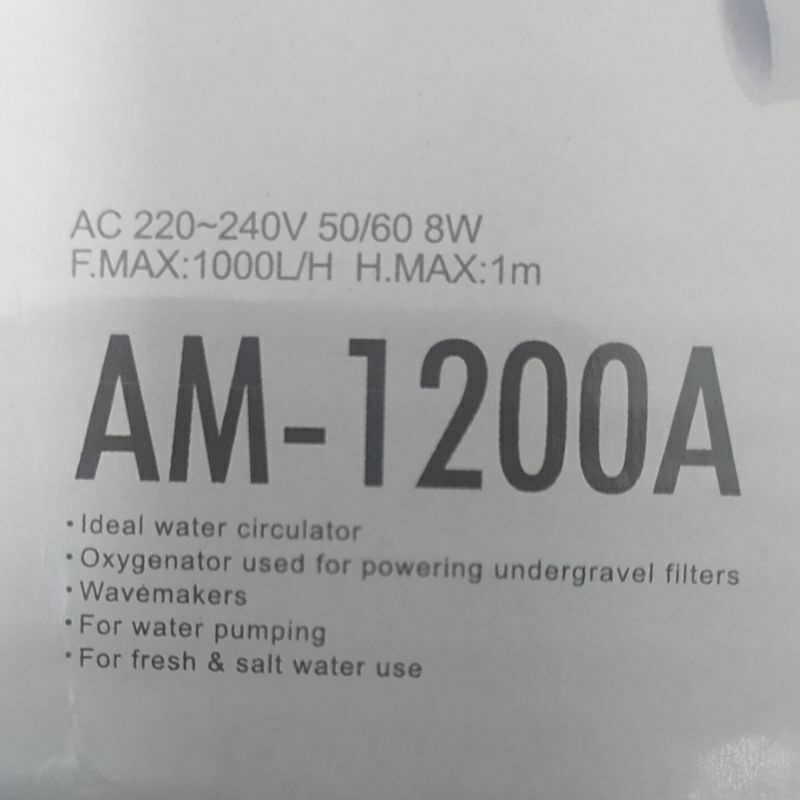 AC 220~240V 50/60 8W
F.MAX:1000L/H H.MAX:1m
AM-1200A
·Ideal water circulator
·Oxygenator used for powering undergravel filters
·Wavemakers
·For water pumping
·For fresh & salt water use